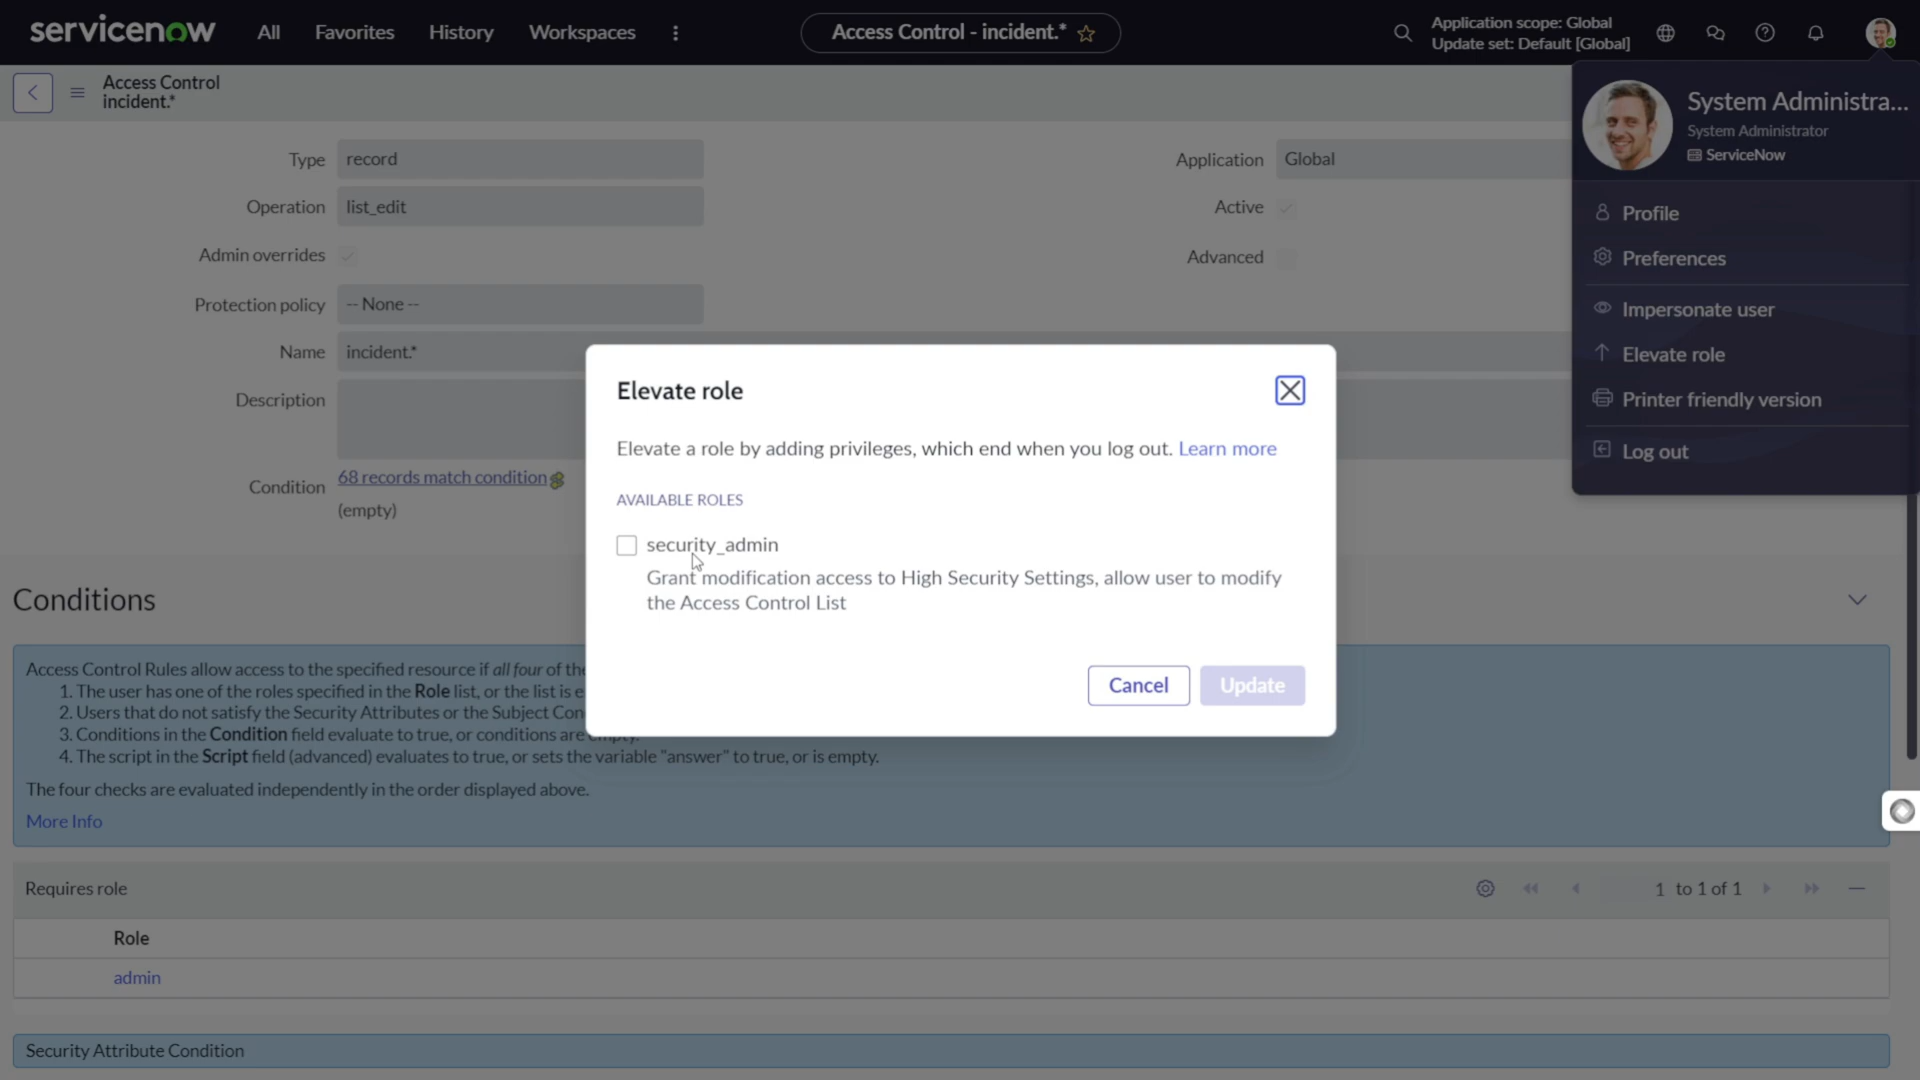 servicenow
All
Favorites
History
Workspaces
Access Control - incident.*
Application scope: Global
Update set: Default [Global]
Access Control
incident.*
System Administra...
System Administrator
ServiceNow
Profile
Preferences
Impersonate user
Elevate role
Printer friendly version
Log out
Type
record
Application
Global
Operation
list_edit
Active
Admin overrides
Advanced
Protection policy
-- None --
Name
incident.*
Description
Condition
68 records match condition
(empty)
Elevate role
Elevate a role by adding privileges, which end when you log out. Learn more
AVAILABLE ROLES
security_admin
Grant modification access to High Security Settings, allow user to modify
the Access Control List
Cancel
Update
Conditions
Access Control Rules allow access to the specified resource if all four of the
1. The user has one of the roles specified in the Role list, or the list is e
2. Users that do not satisfy the Security Attributes or the Subject Con
3. Conditions in the Condition field evaluate to true, or conditions are empty.
4. The script in the Script field (advanced) evaluates to true, or sets the variable "answer" to true, or is empty.
The four checks are evaluated independently in the order displayed above.
More Info
Requires role
1 to 1 of 1
Role
admin
Security Attribute Condition